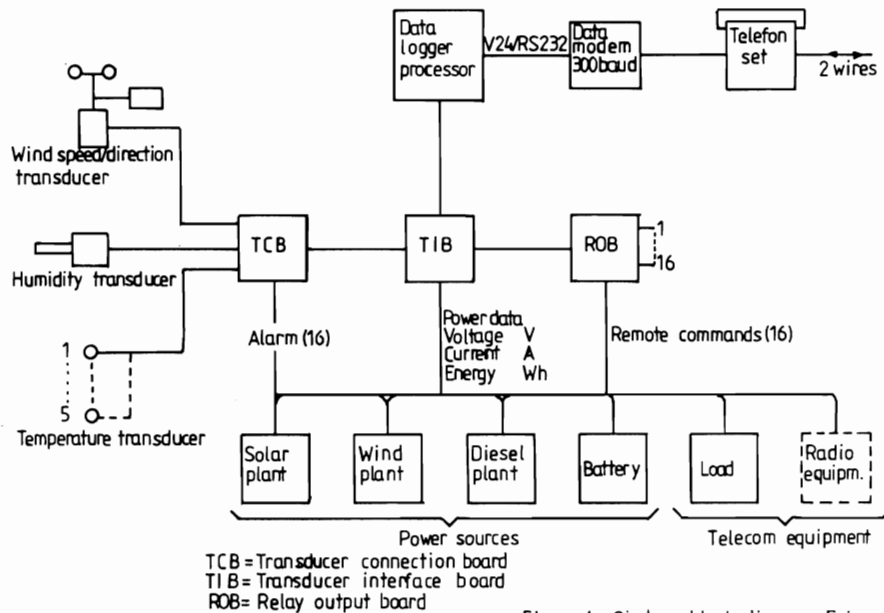 Data
logger
processor
V24/RS232
Data
modem
300baud
Telefon
set
2 wires
Wind speed/direction
transducer
TCB
TIB
ROB
1
16
Humidity transducer
Alarm (16)
Power data
Voltage V
Current A
Energy Wh
Remote commands (16)
1
5
Temperature transducer
Solar
plant
Wind
plant
Diesel
plant
Battery
Load
Radio
equipm.
Power sources
Telecom equipment
TCB = Transducer connection board
TIB = Transducer interface board
ROB = Relay output board